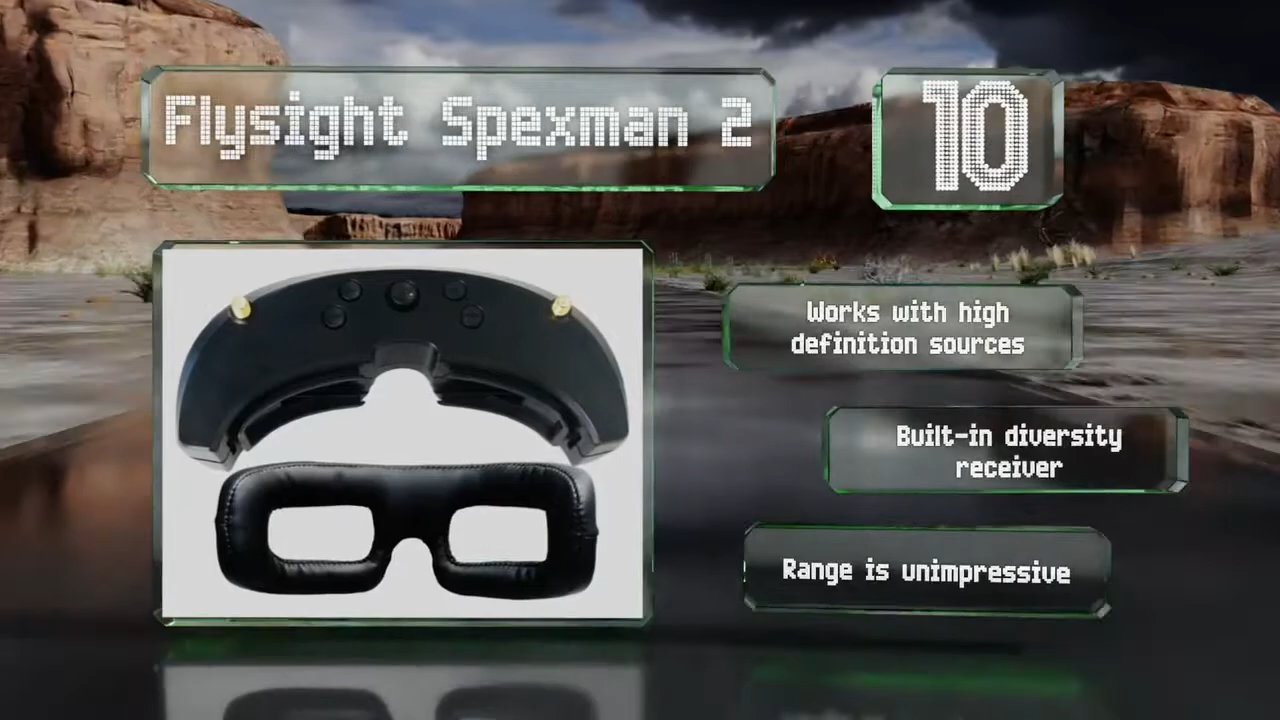 Flysight Spexman 2
10
Works with high
definition sources
Built-in diversity
receiver
Range is unimpressive